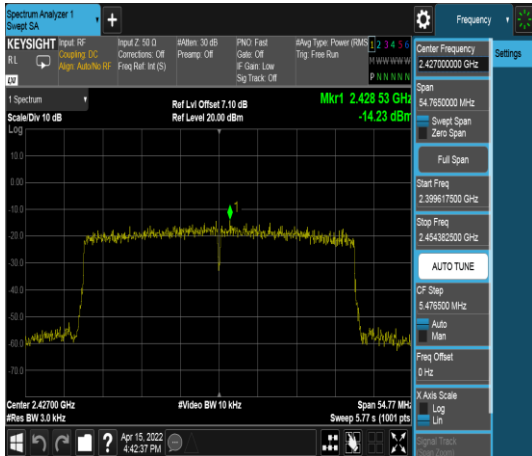 Spectrum Analyzer 1
Swept SA
+
Frequency
KEYSIGHT
RL
LXI
Input: RF
Coupling: DC
Align: Auto/No RF
Input Z: 50 Ω
Corrections: Off
Freq Ref: Int (S)
#Atten: 30 dB
Preamp: Off
PNO: Fast
Gate: Off
IF Gain: Low
Sig Track: Off
#Avg Type: Power (RMS
Trig: Free Run
1 2 3 4 5 6
M W W W W W
P N N N N N
1 Spectrum
Scale/Div 10 dB
Ref Lvl Offset 7.10 dB
Ref Level 20.00 dBm
Mkr1 2.428 53 GHz
-14.23 dBm
Log
10.0
0.00
-10.0
-20.0
-30.0
-40.0
-50.0
-60.0
-70.0
1
Center 2.42700 GHz
#Res BW 3.0 kHz
#Video BW 10 kHz
Span 54.77 MHz
Sweep 5.77 s (1001 pts
?
Apr 15, 2022
4:42:37 PM
Center Frequency
2.427000000 GHz
Span
54.7650000 MHz
Swept Span
Zero Span
Full Span
Start Freq
2.399617500 GHz
Stop Freq
2.454382500 GHz
AUTO TUNE
CF Step
5.476500 MHz
Auto
Man
Freq Offset
0 Hz
X Axis Scale
Log
Lin
Signal Track
(Span Zoom)
Settings